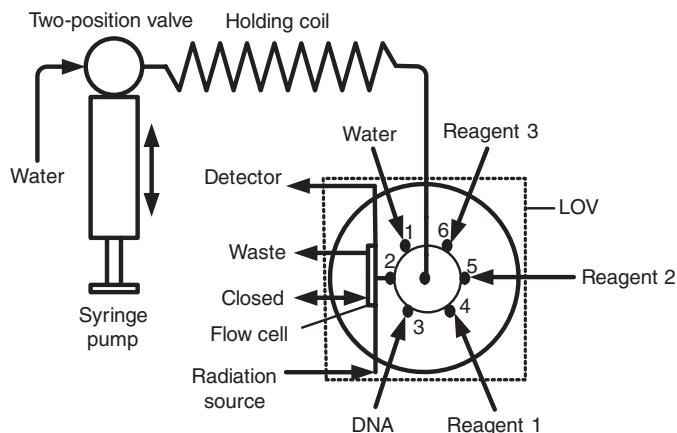 Two-position valve
Holding coil
Water
Reagent 3
Detector
Water
LOV
1
6
Waste
2
5
Reagent 2
Closed
Syringe
pump
Flow cell
3
4
Radiation
source
DNA
Reagent 1